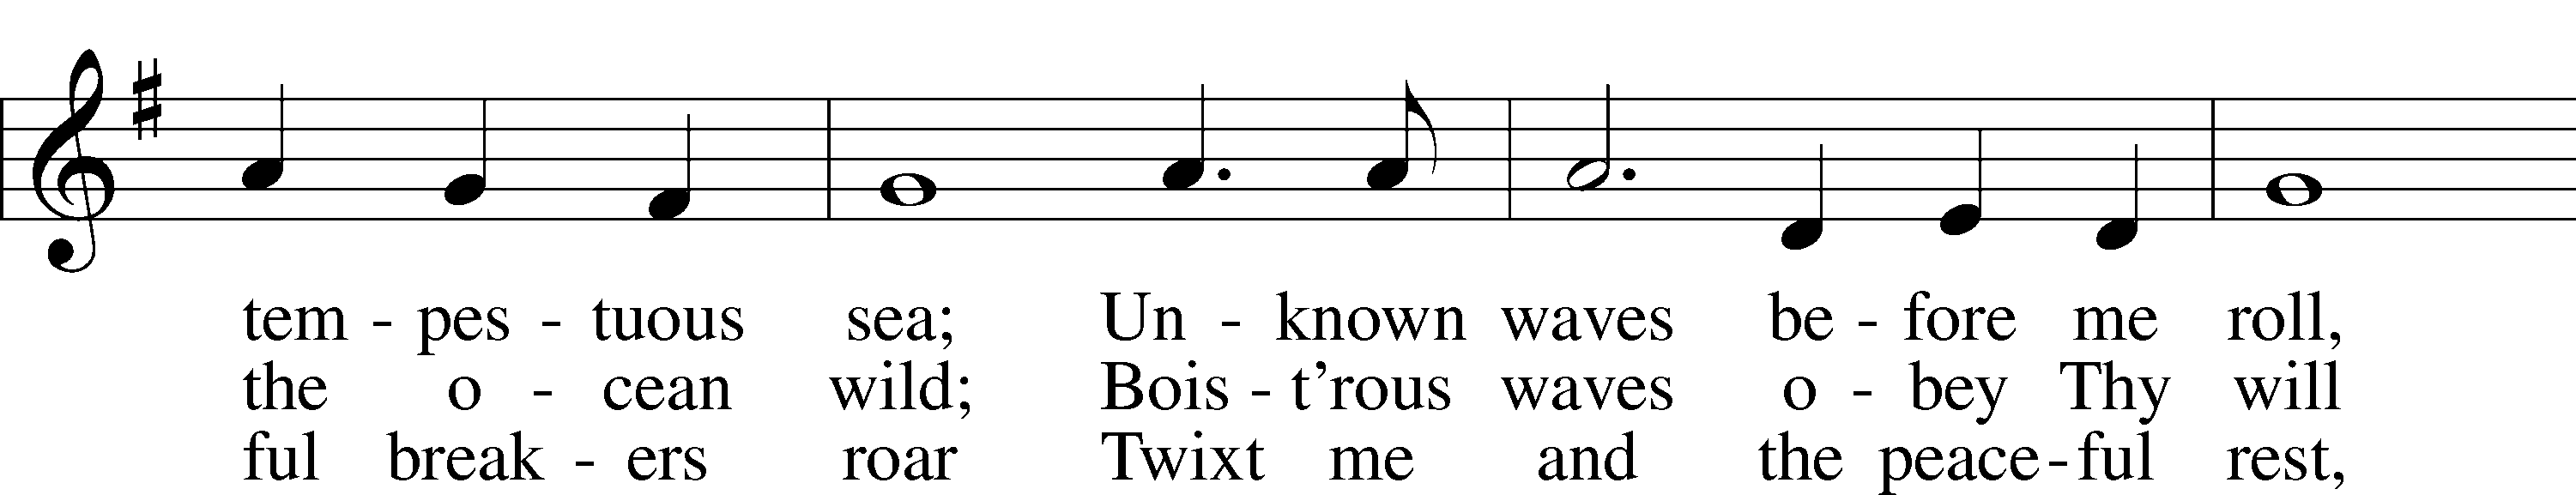 tem - pes - tuous sea; Un - known waves be - fore me roll,
the o - cean wild; Bois - t’rous waves o - bey Thy will
ful break - ers roar Twixt me and the peace - ful rest,